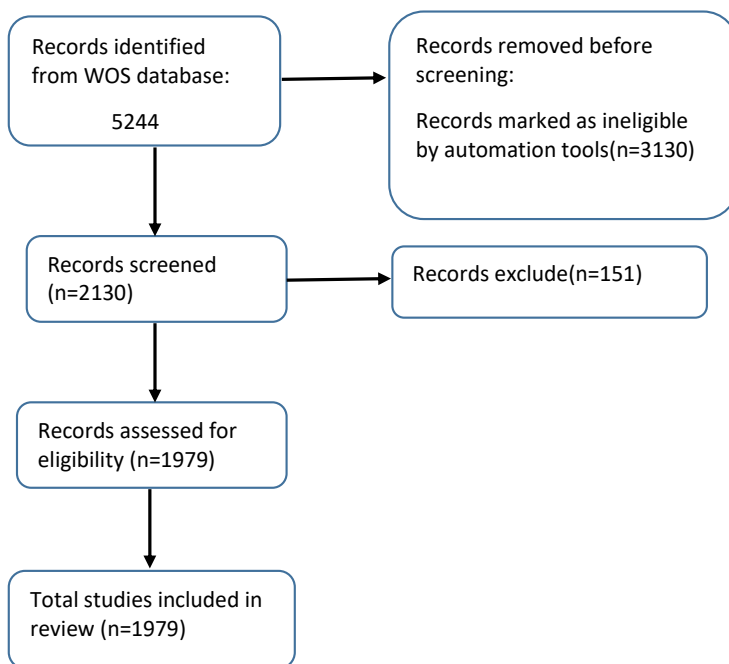 Records identified
from WOS database:
5244
Records removed before
screening:
Records marked as ineligible
by automation tools(n=3130)
Records screened
(n=2130)
Records exclude(n=151)
Records assessed for
eligibility (n=1979)
Total studies included in
review (n=1979)